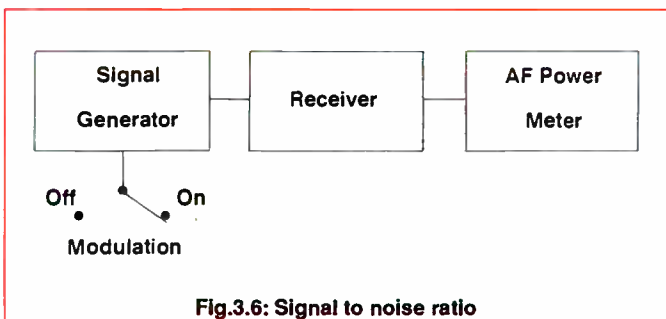 Signal
Generator
Receiver
AF Power
Meter
Off
On
Modulation
Fig.3.6: Signal to noise ratio